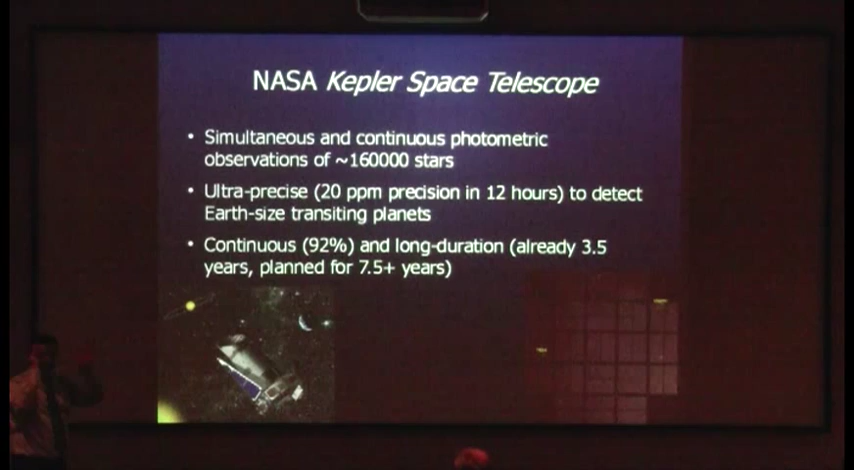 NASA Kepler Space Telescope
• Simultaneous and continuous photometric
observations of ~160000 stars
• Ultra-precise (20 ppm precision in 12 hours) to detect
Earth-size transiting planets
• Continuous (92%) and long-duration (already 3.5
years, planned for 7.5+ years)